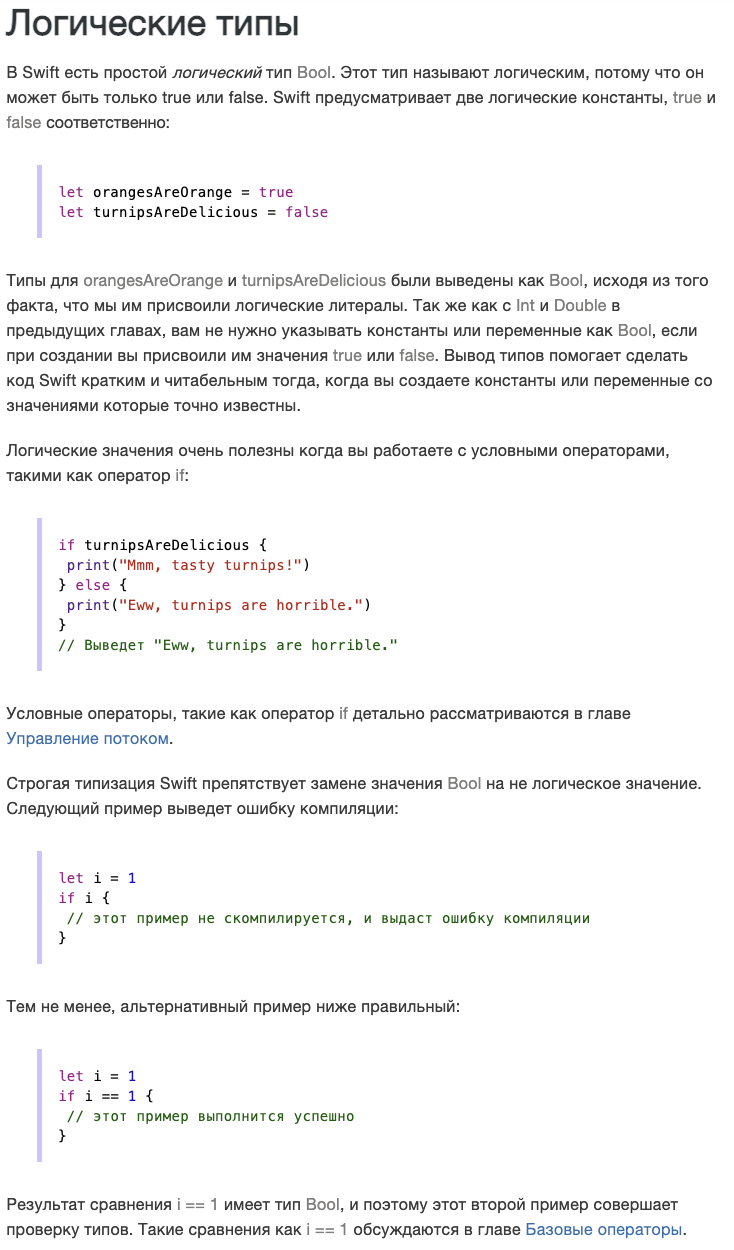 Логические типы
В Swift есть простой логический тип Bool. Этот тип называют логическим, потому что он
может быть только true или false. Swift предусматривает две логические константы, true и
false соответственно:
let orangesAreOrange = true
let turnipsAreDelicious = false
Типы для orangesAreOrange и turnipsAreDelicious были выведены как Bool, исходя из того
факта, что мы им присвоили логические литералы. Так же как с Int и Double в
предыдущих главах, вам не нужно указывать константы или переменные как Bool, если
при создании вы присвоили им значения true или false. Вывод типов помогает сделать
код Swift кратким и читабельным тогда, когда вы создаете константы или переменные со
значениями которые точно известны.
Логические значения очень полезны когда вы работаете с условными операторами,
такими как оператор if:
if turnipsAreDelicious {
 print("Mmm, tasty turnips!")
} else {
 print("Eww, turnips are horrible.")
}
// Выведет "Eww, turnips are horrible."
Условные операторы, такие как оператор if детально рассматриваются в главе
Управление потоком.
Строгая типизация Swift препятствует замене значения Bool на не логическое значение.
Следующий пример выведет ошибку компиляции:
let i = 1
if i {
 // этот пример не скомпилируется, и выдаст ошибку компиляции
}
Тем не менее, альтернативный пример ниже правильный:
let i = 1
if i == 1 {
 // этот пример выполнится успешно
}
Результат сравнения i == 1 имеет тип Bool, и поэтому этот второй пример совершает
проверку типов. Такие сравнения как i == 1 обсуждаются в главе Базовые операторы.